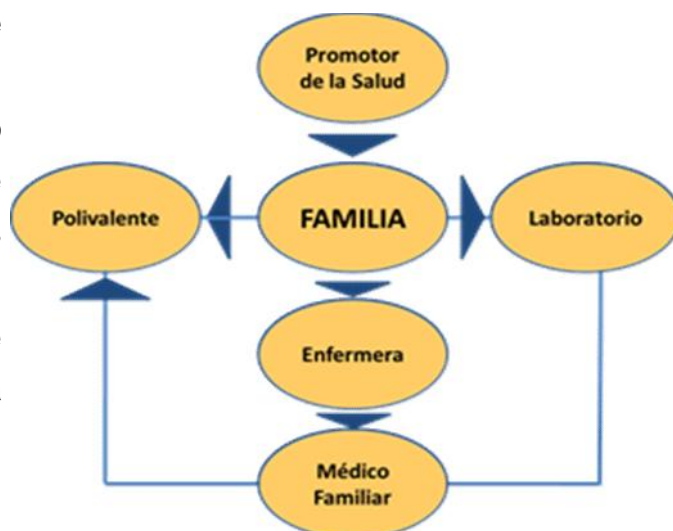 Promotor
de la Salud
Polivalente
FAMILIA
Laboratorio
Enfermera
Médico
Familiar